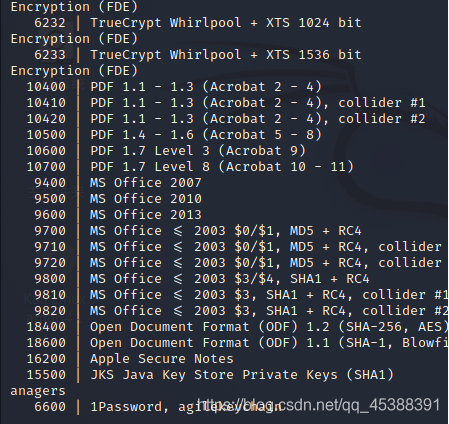 Encryption (FDE)
6232 | TrueCrypt Whirlpool + XTS 1024 bit
Encryption (FDE)
6233 | TrueCrypt Whirlpool + XTS 1536 bit
Encryption (FDE)
10400 | PDF 1.1 - 1.3 (Acrobat 2 - 4)
10410 | PDF 1.1 - 1.3 (Acrobat 2 - 4), collider #1
10420 | PDF 1.1 - 1.3 (Acrobat 2 - 4), collider #2
10500 | PDF 1.4 - 1.6 (Acrobat 5 - 8)
10600 | PDF 1.7 Level 3 (Acrobat 9)
10700 | PDF 1.7 Level 8 (Acrobat 10 - 11)
9400 | MS Office 2007
9500 | MS Office 2010
9600 | MS Office 2013
9700 | MS Office ≤ 2003 $0/$1, MD5 + RC4
9710 | MS Office ≤ 2003 $0/$1, MD5 + RC4, collider
9720 | MS Office ≤ 2003 $0/$1, MD5 + RC4, collider
9800 | MS Office ≤ 2003 $3/$4, SHA1 + RC4
9810 | MS Office ≤ 2003 $3, SHA1 + RC4, collider #1
9820 | MS Office ≤ 2003 $3, SHA1 + RC4, collider #2
18400 | Open Document Format (ODF) 1.2 (SHA-256, AES)
18600 | Open Document Format (ODF) 1.1 (SHA-1, Blowfi
16200 | Apple Secure Notes
15500 | JKS Java Key Store Private Keys (SHA1)
anagers
6600 | 1Password, agilekeychain
https://blog.csdn.net/qq_45388391